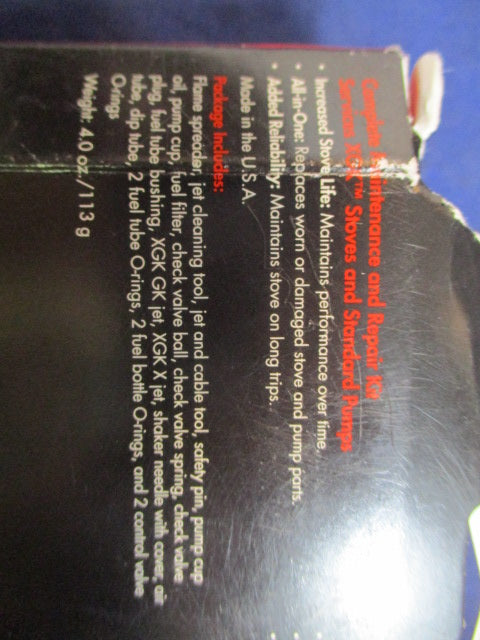 Complete Maintenance and Repair Kit
Services XGK™ Stoves and Standard Pumps
• Increased Stove Life: Maintains performance over time.
• All-in-One: Replaces worn or damaged stove and pump parts.
• Added Reliability: Maintains stove on long trips.
Made in the U.S.A.
Package Includes:
Flame spreader, jet cleaning tool, jet and cable tool, safety pin, pump cup
oil, pump cup, fuel filter, check valve ball, check valve spring, check valve
plug, fuel tube bushing, XGK GK jet, XGK X jet, shaker needle with cover, air
tube, dip tube, 2 fuel tube O-rings, 2 fuel bottle O-rings, and 2 control valve
O-rings
Weight: 4.0 oz./113 g